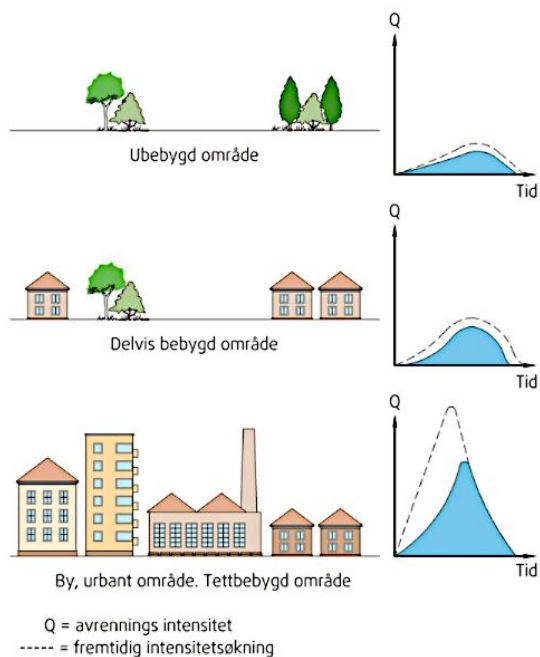 Q
Ubebygd område
Tid
Q
Delvis bebygd område
Tid
Q
By, urbant område. Tettbebygd område
Tid
Q = avrennings intensitet
----- = fremtidig intensitetsøkning